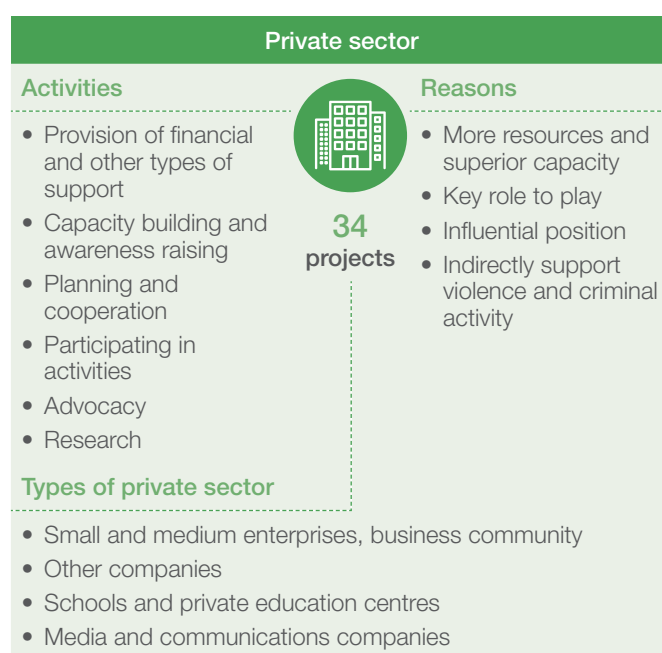 Private sector
Activities
• Provision of financial
and other types of
support
• Capacity building and
awareness raising
• Planning and
cooperation
• Participating in
activities
• Advocacy
• Research
34
projects
Reasons
• More resources and
superior capacity
• Key role to play
• Influential position
• Indirectly support
violence and criminal
activity
Types of private sector
• Small and medium enterprises, business community
• Other companies
• Schools and private education centres
• Media and communications companies